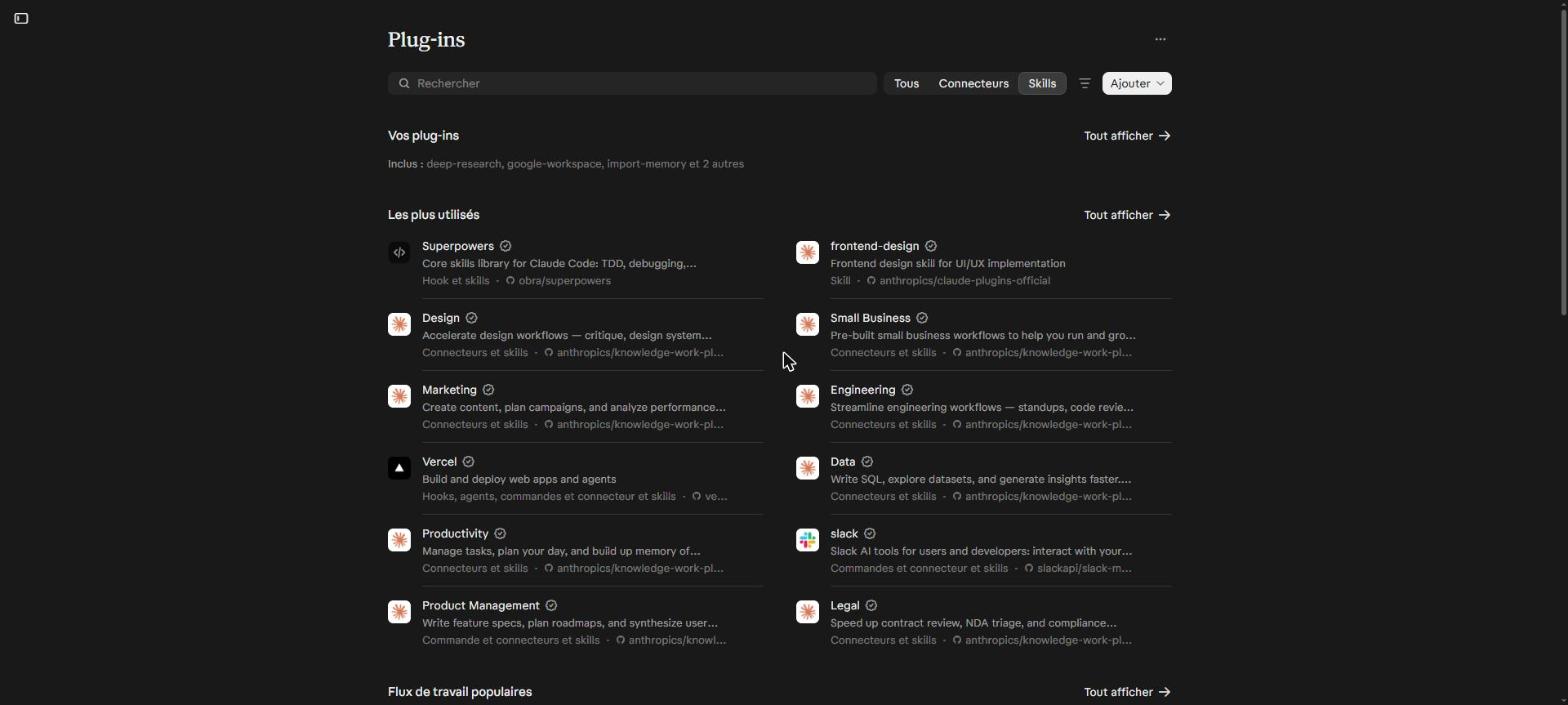 Plug-ins
Rechercher
Tous Connecteurs Skills Ajouter
Vos plug-ins
Tout afficher →
Inclus : deep-research, google-workspace, import-memory et 2 autres
Les plus utilisés
Tout afficher →
Superpowers
Core skills library for Claude Code: TDD, debugging,...
Hook et skills · obra/superpowers
frontend-design
Frontend design skill for UI/UX implementation
Skill · anthropics/claude-plugins-official
Design
Accelerate design workflows — critique, design system...
Connecteurs et skills · anthropics/knowledge-work-pl...
Small Business
Pre-built small business workflows to help you run and gro...
Connecteurs et skills · anthropics/knowledge-work-pl...
Marketing
Create content, plan campaigns, and analyze performance...
Connecteurs et skills · anthropics/knowledge-work-pl...
Engineering
Streamline engineering workflows — standups, code revie...
Connecteurs et skills · anthropics/knowledge-work-pl...
Vercel
Build and deploy web apps and agents
Hooks, agents, commandes et connecteur et skills · ve...
Data
Write SQL, explore datasets, and generate insights faster....
Connecteurs et skills · anthropics/knowledge-work-pl...
Productivity
Manage tasks, plan your day, and build up memory of...
Connecteurs et skills · anthropics/knowledge-work-pl...
slack
Slack AI tools for users and developers: interact with your...
Commandes et connecteur et skills · slackapi/slack-m...
Product Management
Write feature specs, plan roadmaps, and synthesize user...
Commande et connecteurs et skills · anthropics/knowl...
Legal
Speed up contract review, NDA triage, and compliance...
Connecteurs et skills · anthropics/knowledge-work-pl...
Flux de travail populaires
Tout afficher →